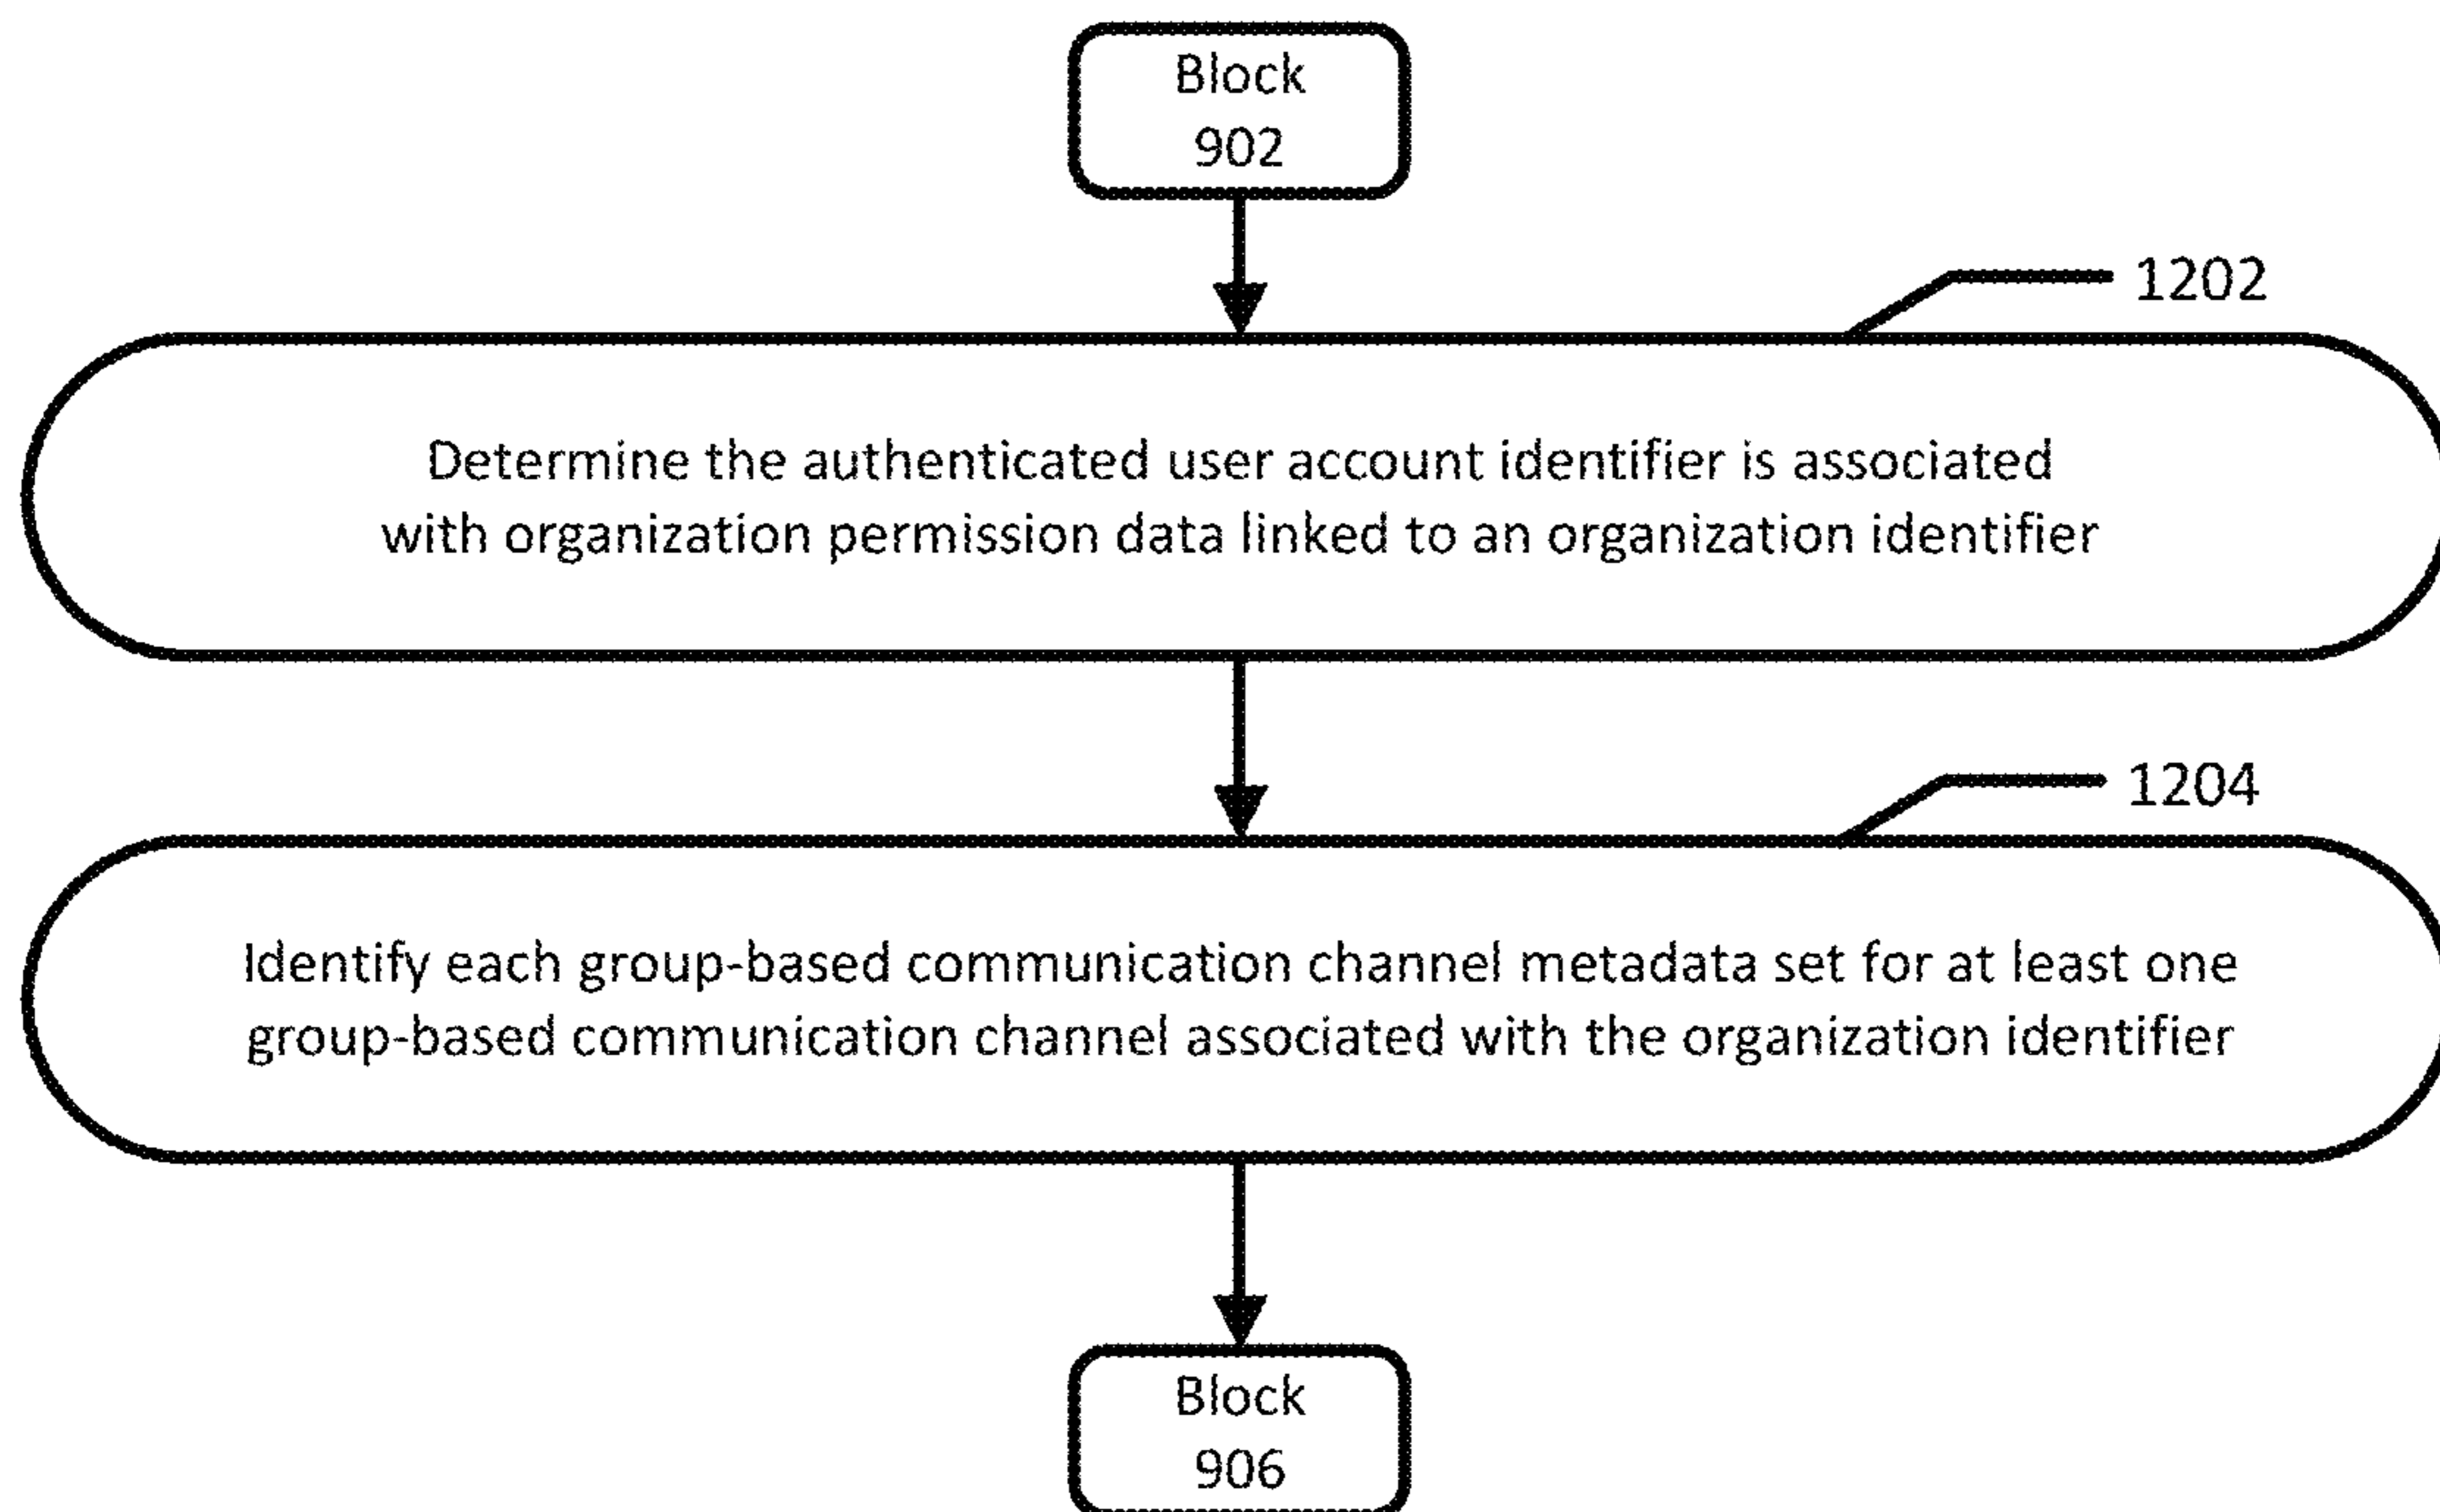 Block
902
1202
Determine the authenticated user account identifier is associated
with organization permission data linked to an organization identifier
1204
Identify each group-based communication channel metadata set for at least one
group-based communication channel associated with the organization identifier
Block
906